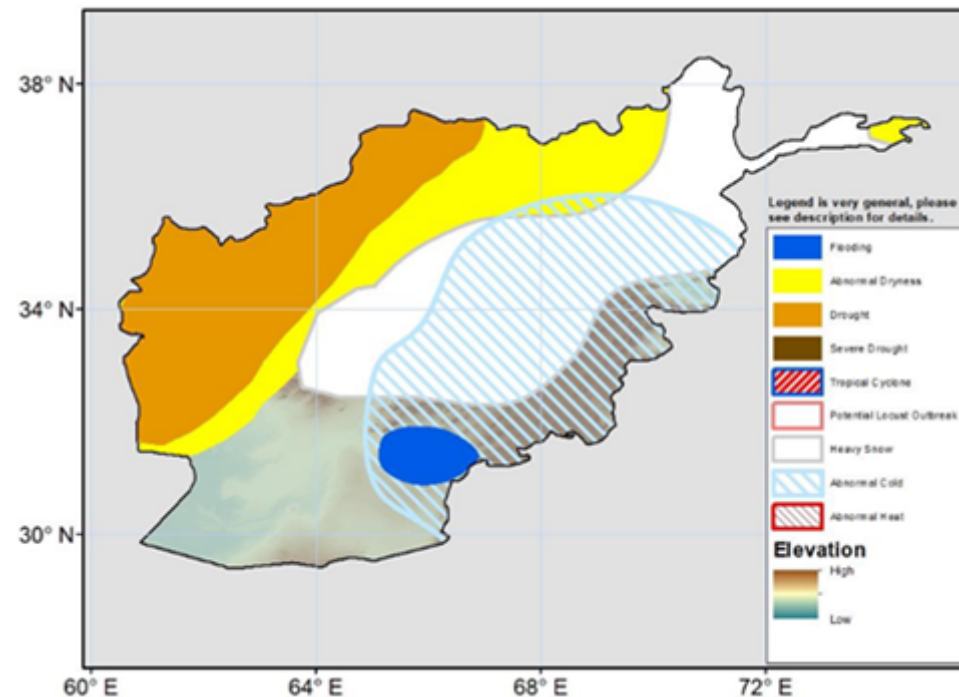 38° N
34° N
30° N
60° E
64° E
68° E
72° E
Legend is very general, please
see description for details.
Flooding
Abnormal Dryness
Drought
Severe Drought
Tropical Cyclone
Potential Locust Outbreak
Heavy Snow
Abnormal Cold
Abnormal Heat
Elevation
High
Low